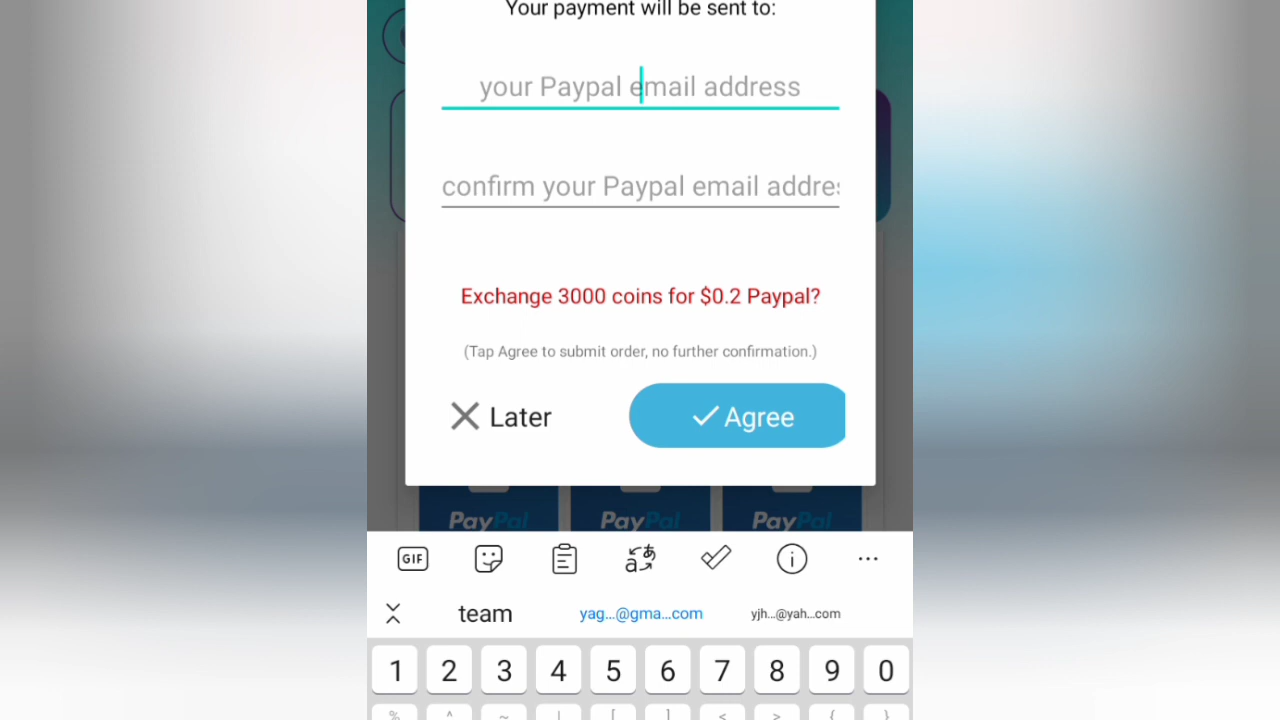 Your payment will be sent to:
your Paypal email address
confirm your Paypal email addre
Exchange 3000 coins for $0.2 Paypal?
(Tap Agree to submit order, no further confirmation.)
Later Agree
PayPal PayPal PayPal
GIF
team yag...@gma...com yjh...@yah...com
1 2 3 4 5 6 7 8 9 0